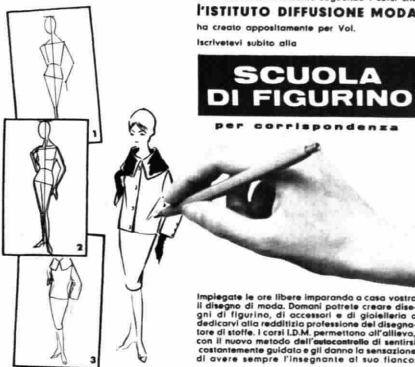 l'ISTITUTO DIFFUSIONE MODA
ha creato appositamente per Voi.
Iscrivetevi subito alla
SCUOLA
DI FIGURINO
per corrispondenza
1
2
3
Impiegate le ore libere imparando a casa vostra
il disegno di moda. Domani potrete creare dise-
gni di figurino, di accessori e di gioielleria o
dedicarvi alla redditizia professione del disegna-
tore di stoffe. I corsi I.D.M. permettono all'allievo,
con il nuovo metodo dell'autocontrollo di sentirsi
costantemente guidato e gli danno la sensazione
di avere sempre l'insegnante al suo fianco.